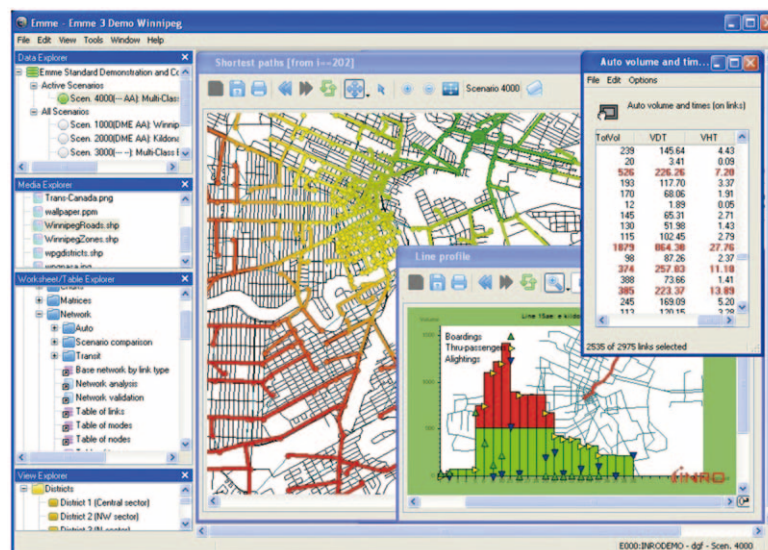 Emme - Emme 3 Demo Winnipeg
File Edit View Tools Window Help
Data Explorer
Emme Standard Demonstration and Cc
Active Scenarios
Scen. 4000(-- AA): Multi-Class
All Scenarios
Scen. 1000(DME AA): Winnip
Scen. 2000(DME AA): Kildona
Scen. 3000(-- --): Multi-Class I
Media Explorer
Trans-Canada.png
wallpaper.ppm
WinnipegRoads.shp
WinnipegZones.shp
wpgdistricts.shp
Worksheet/Table Explorer
Matrices
Network
Auto
Scenario comparison
Transit
Base network by link type
Network analysis
Network validation
Table of links
Table of modes
Table of nodes
View Explorer
Districts
District 1 (Central sector)
District 2 (NW sector)
Shortest paths [from i==202]
Scenario 4000
Line profile
Boardings
Thru-passengers
Alightings
INRO
Auto volume and tim...
File Edit Options
Auto volume and times (on links)
TotVol VDT VHT
239 145.64 4.43
20 3.41 0.09
526 226.26 7.20
193 117.70 3.37
170 68.06 1.91
12 1.89 0.05
145 65.31 2.71
130 51.98 1.43
115 102.45 2.79
1879 864.30 27.76
98 87.26 2.37
374 257.83 11.10
388 73.66 1.41
385 223.37 13.89
245 169.09 5.20
113 120.15 3.28
2535 of 2975 links selected
E000:INRODEMO - dgf - Scen. 4000